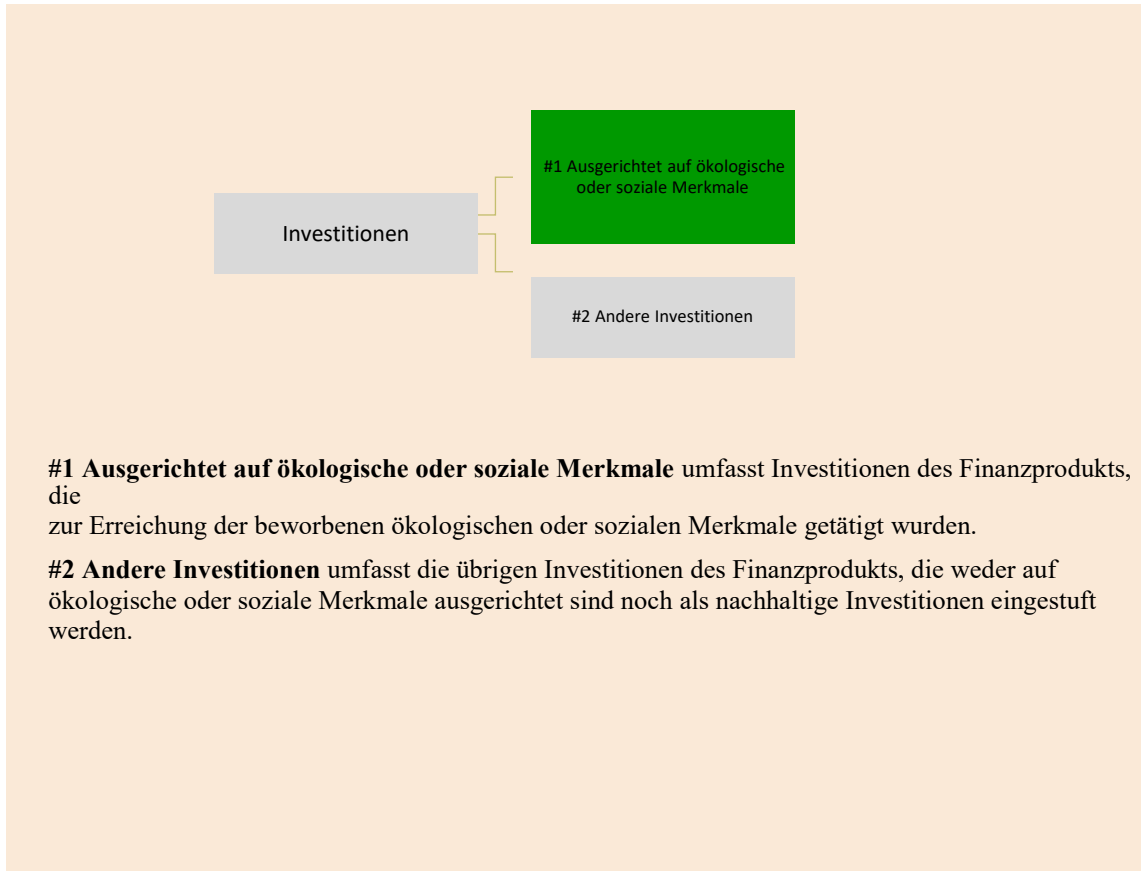 #1 Ausgerichtet auf ökologische
oder soziale Merkmale
Investitionen
#2 Andere Investitionen
#1 Ausgerichtet auf ökologische oder soziale Merkmale umfasst Investitionen des Finanzprodukts,
die
zur Erreichung der beworbenen ökologischen oder sozialen Merkmale getätigt wurden.
#2 Andere Investitionen umfasst die übrigen Investitionen des Finanzprodukts, die weder auf
ökologische oder soziale Merkmale ausgerichtet sind noch als nachhaltige Investitionen eingestuft
werden.